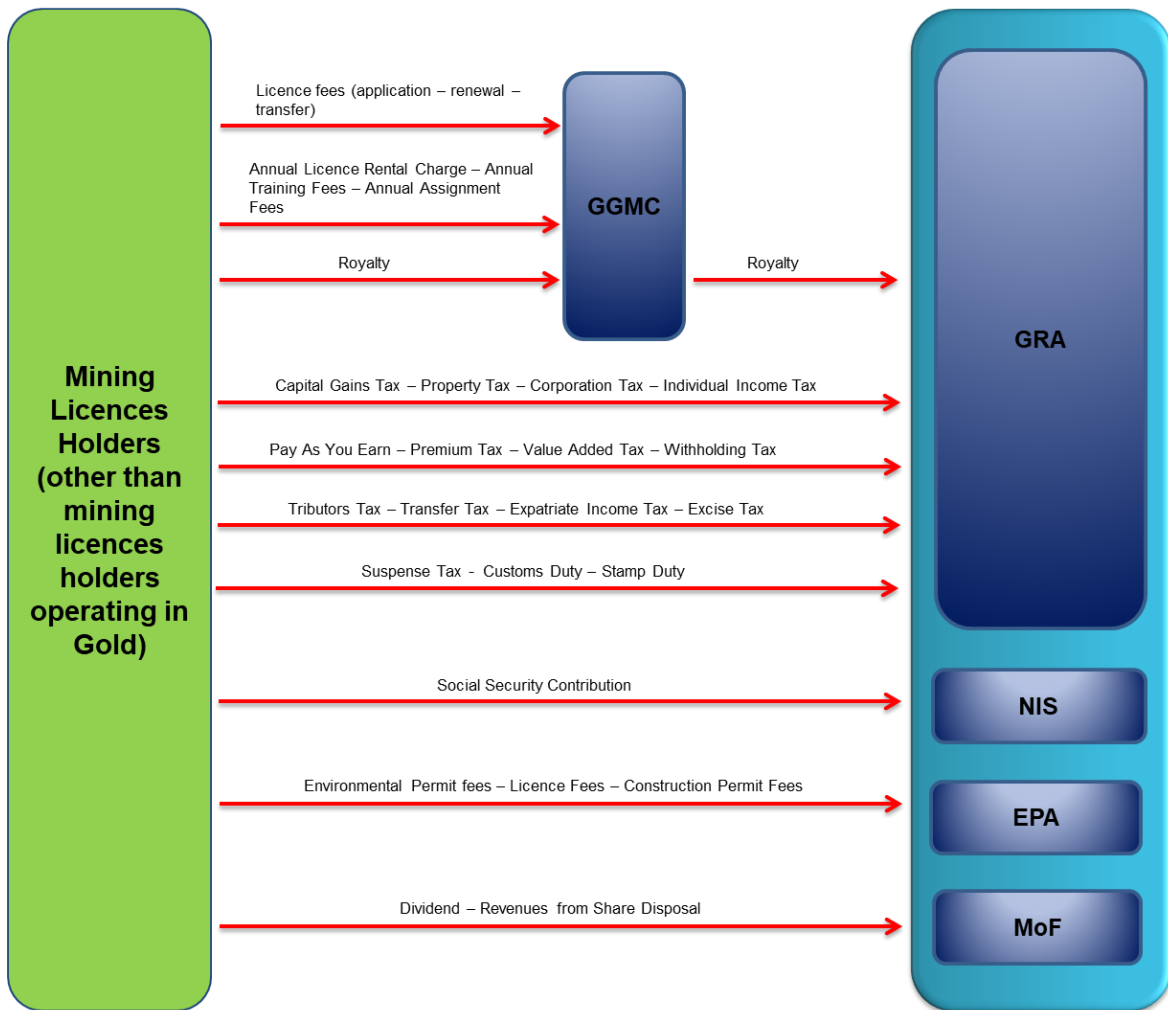 Licence fees (application – renewal –
transfer)
Annual Licence Rental Charge – Annual
Training Fees – Annual Assignment
Fees
GGMC
Royalty
Royalty
GRA
Mining
Licences
Holders
(other than
mining
licences
holders
operating in
Gold)
Capital Gains Tax – Property Tax – Corporation Tax – Individual Income Tax
Pay As You Earn – Premium Tax – Value Added Tax – Withholding Tax
Tributors Tax – Transfer Tax – Expatriate Income Tax – Excise Tax
Suspense Tax - Customs Duty – Stamp Duty
Social Security Contribution
NIS
Environmental Permit fees – Licence Fees – Construction Permit Fees
EPA
Dividend – Revenues from Share Disposal
MoF